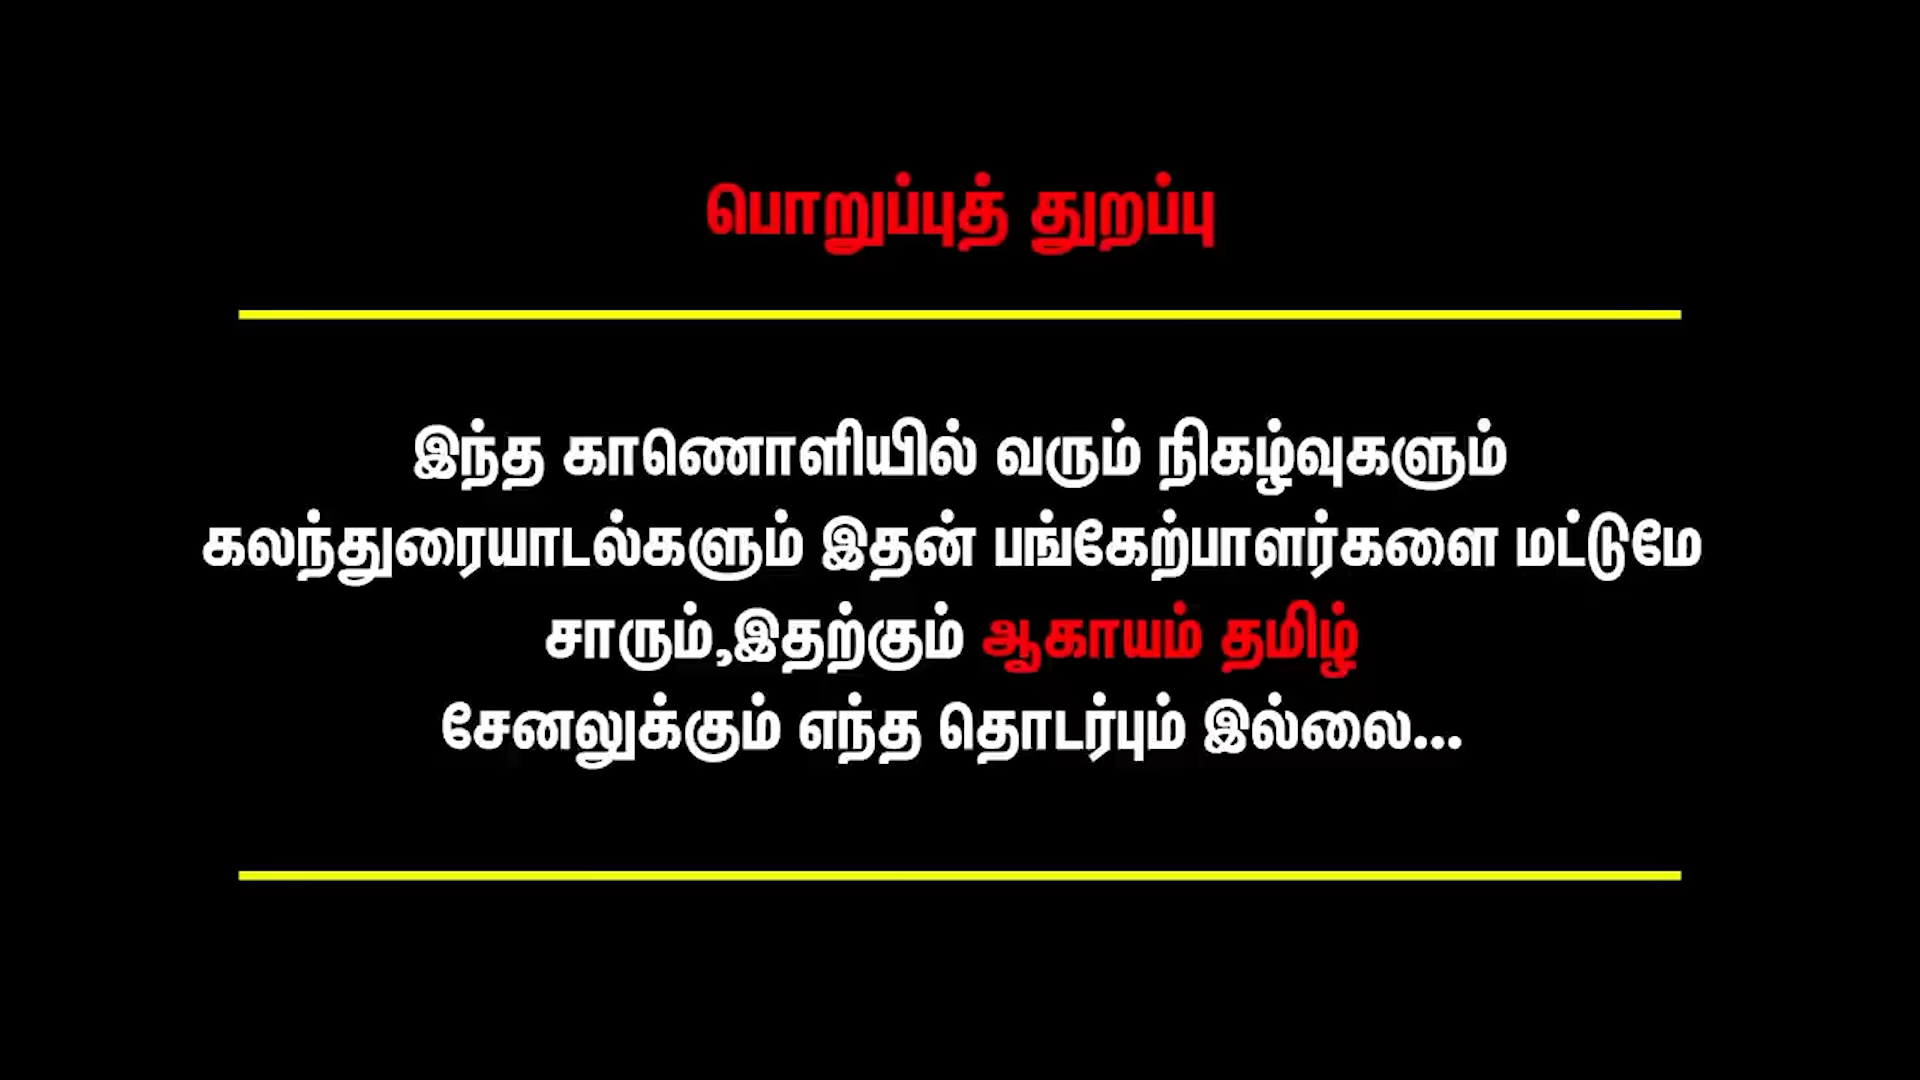 பொறுப்புத் துறப்பு
இந்த காணொளியில் வரும் நிகழ்வுகளும்
கலந்துரையாடல்களும் இதன் பங்கேற்பாளர்களை மட்டுமே
சாரும்,இதற்கும் ஆகாயம் தமிழ்
சேனலுக்கும் எந்த தொடர்பும் இல்லை...